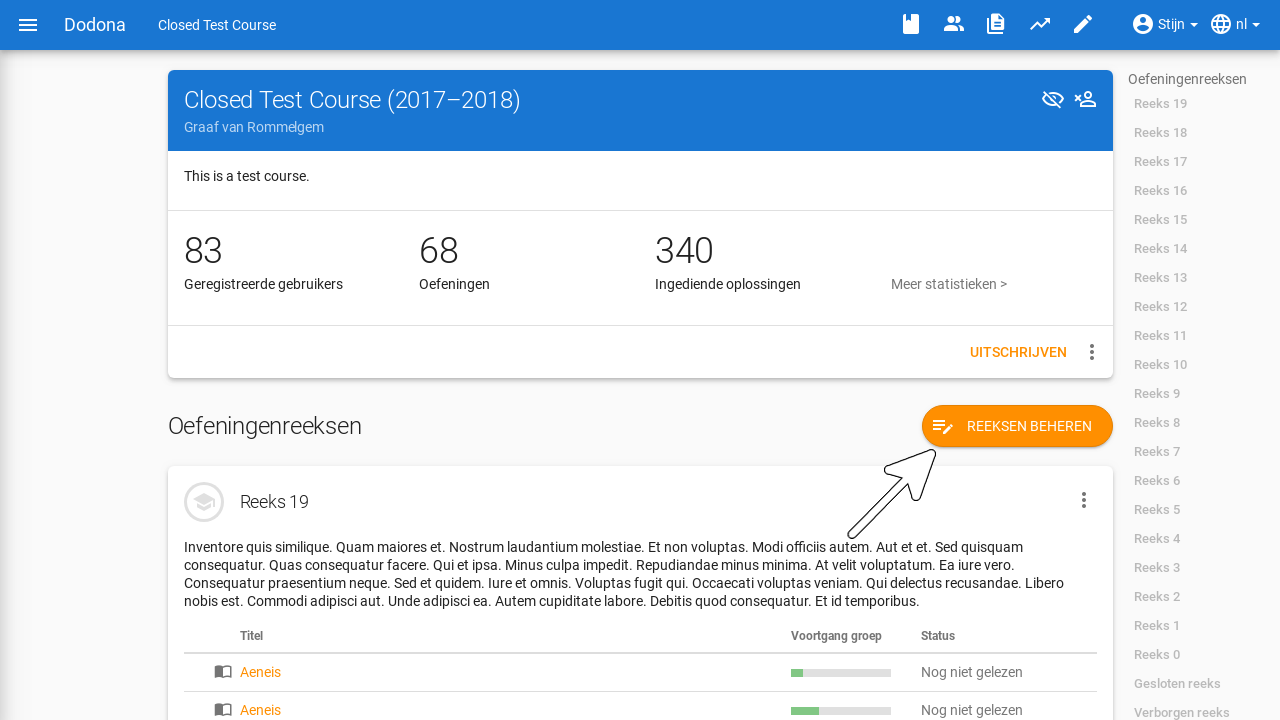 Dodona
Closed Test Course
Stijn
nl
Closed Test Course (2017–2018)
Graaf van Rommelgem
This is a test course.
83
68
340
Geregistreerde gebruikers
Oefeningen
Ingediende oplossingen
Meer statistieken >
UITSCHRIJVEN
Oefeningenreeksen
REEKSEN BEHEREN
Reeks 19
Inventore quis similique. Quam maiores et. Nostrum laudantium molestiae. Et non voluptas. Modi officiis autem. Aut et et. Sed quisquam
consequatur. Quas consequatur facere. Qui et ipsa. Minus culpa impedit. Repudiandae minus minima. At velit voluptatum. Ea iure vero.
Consequatur praesentium neque. Sed et quidem. Iure et omnis. Voluptas fugit qui. Occaecati voluptas veniam. Qui delectus recusandae. Libero
nobis est. Commodi adipisci aut. Unde adipisci ea. Autem cupiditate labore. Debitis quod consequatur. Et id temporibus.
Titel
Voortgang groep
Status
Aeneis
Nog niet gelezen
Aeneis
Nog niet gelezen
Oefeningenreeksen
Reeks 19
Reeks 18
Reeks 17
Reeks 16
Reeks 15
Reeks 14
Reeks 13
Reeks 12
Reeks 11
Reeks 10
Reeks 9
Reeks 8
Reeks 7
Reeks 6
Reeks 5
Reeks 4
Reeks 3
Reeks 2
Reeks 1
Reeks 0
Gesloten reeks
Verborgen reeks